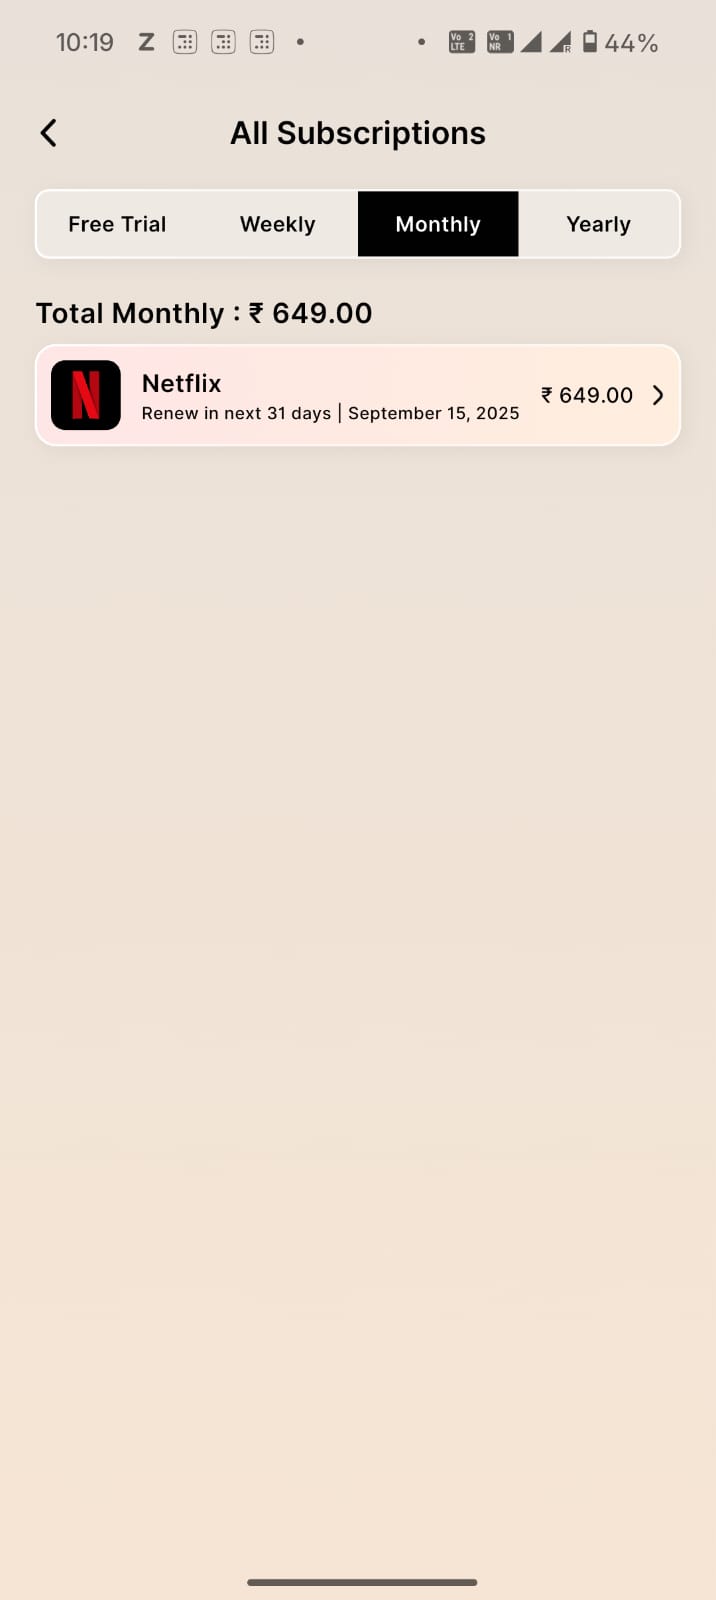 10:19 Z Vo 2 LTE Vo 1 NR R 44%
All Subscriptions
Free Trial Weekly Monthly Yearly
Total Monthly : ₹ 649.00
N
Netflix
₹ 649.00
Renew in next 31 days | September 15, 2025